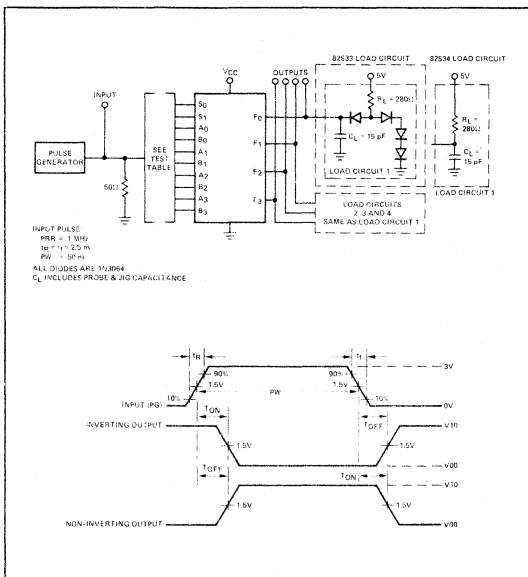 82S33 LOAD CIRCUIT
82S34 LOAD CIRCUIT
INPUT
VCC
OUTPUTS
5V
RL = 280Ω
CL = 15 pF
LOAD CIRCUIT 1
5V
RL = 280Ω
CL = 15 pF
LOAD CIRCUIT 1
PULSE GENERATOR
50Ω
SEE TEST TABLE
S0
S1
A0
B0
A1
B1
A2
B2
A3
B3
F0
F1
F2
F3
LOAD CIRCUITS
2, 3 AND 4
SAME AS LOAD CIRCUIT 1
INPUT PULSE:
PRR = 1 MHz
tR = tf = 2.5 ns
PW = 50 ns
ALL DIODES ARE 1N3064
CL INCLUDES PROBE & JIG CAPACITANCE
tR
tf
90%
90%
3V
1.5V
1.5V
PW
10%
10%
INPUT (PG)
0V
TON
TOFF
INVERTING OUTPUT
V10
1.5V
1.5V
V00
TOFF
TON
V10
1.5V
1.5V
NON-INVERTING OUTPUT
V00